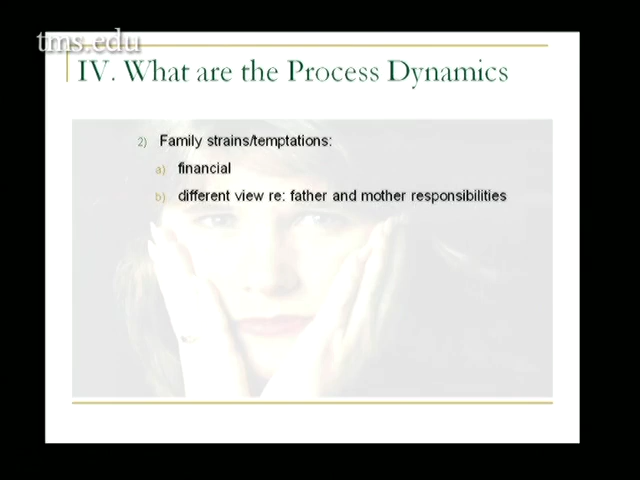 tms.edu
IV. What are the Process Dynamics
2) Family strains/temptations:
a) financial
b) different view re: father and mother responsibilities